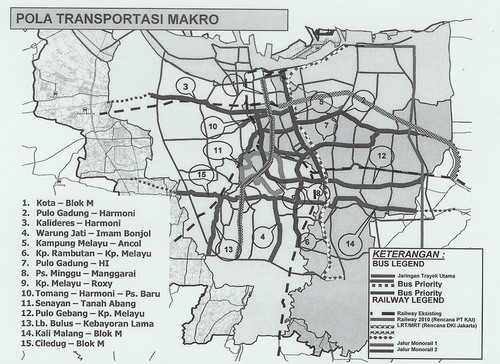 POLA TRANSPORTASI MAKRO
3
10
7
11
12
15
8
13
4
6
14
1. Kota – Blok M
2. Pulo Gadung – Harmoni
3. Kalideres – Harmoni
4. Warung Jati – Imam Bonjol
5. Kampung Melayu – Ancol
6. Kp. Rambutan – Kp. Melayu
7. Pulo Gadung – HI
8. Ps. Minggu – Manggarai
9. Kp. Melayu – Roxy
10. Tomang – Harmoni – Ps. Baru
11. Senayan – Tanah Abang
12. Pulo Gebang – Kp. Melayu
13. Lb. Bulus – Kebayoran Lama
14. Kali Malang – Blok M
15. Ciledug – Blok M
KETERANGAN :
BUS LEGEND
Jaringan Trayek Utama
Bus Priority
Bus Priority
RAILWAY LEGEND
Railway Eksisting
Railway 2010 (Rencana PT KAI)
LRT/MRT (Rencana DKI Jakarta)
Jalur Monorail 1
Jalur Monorail 2